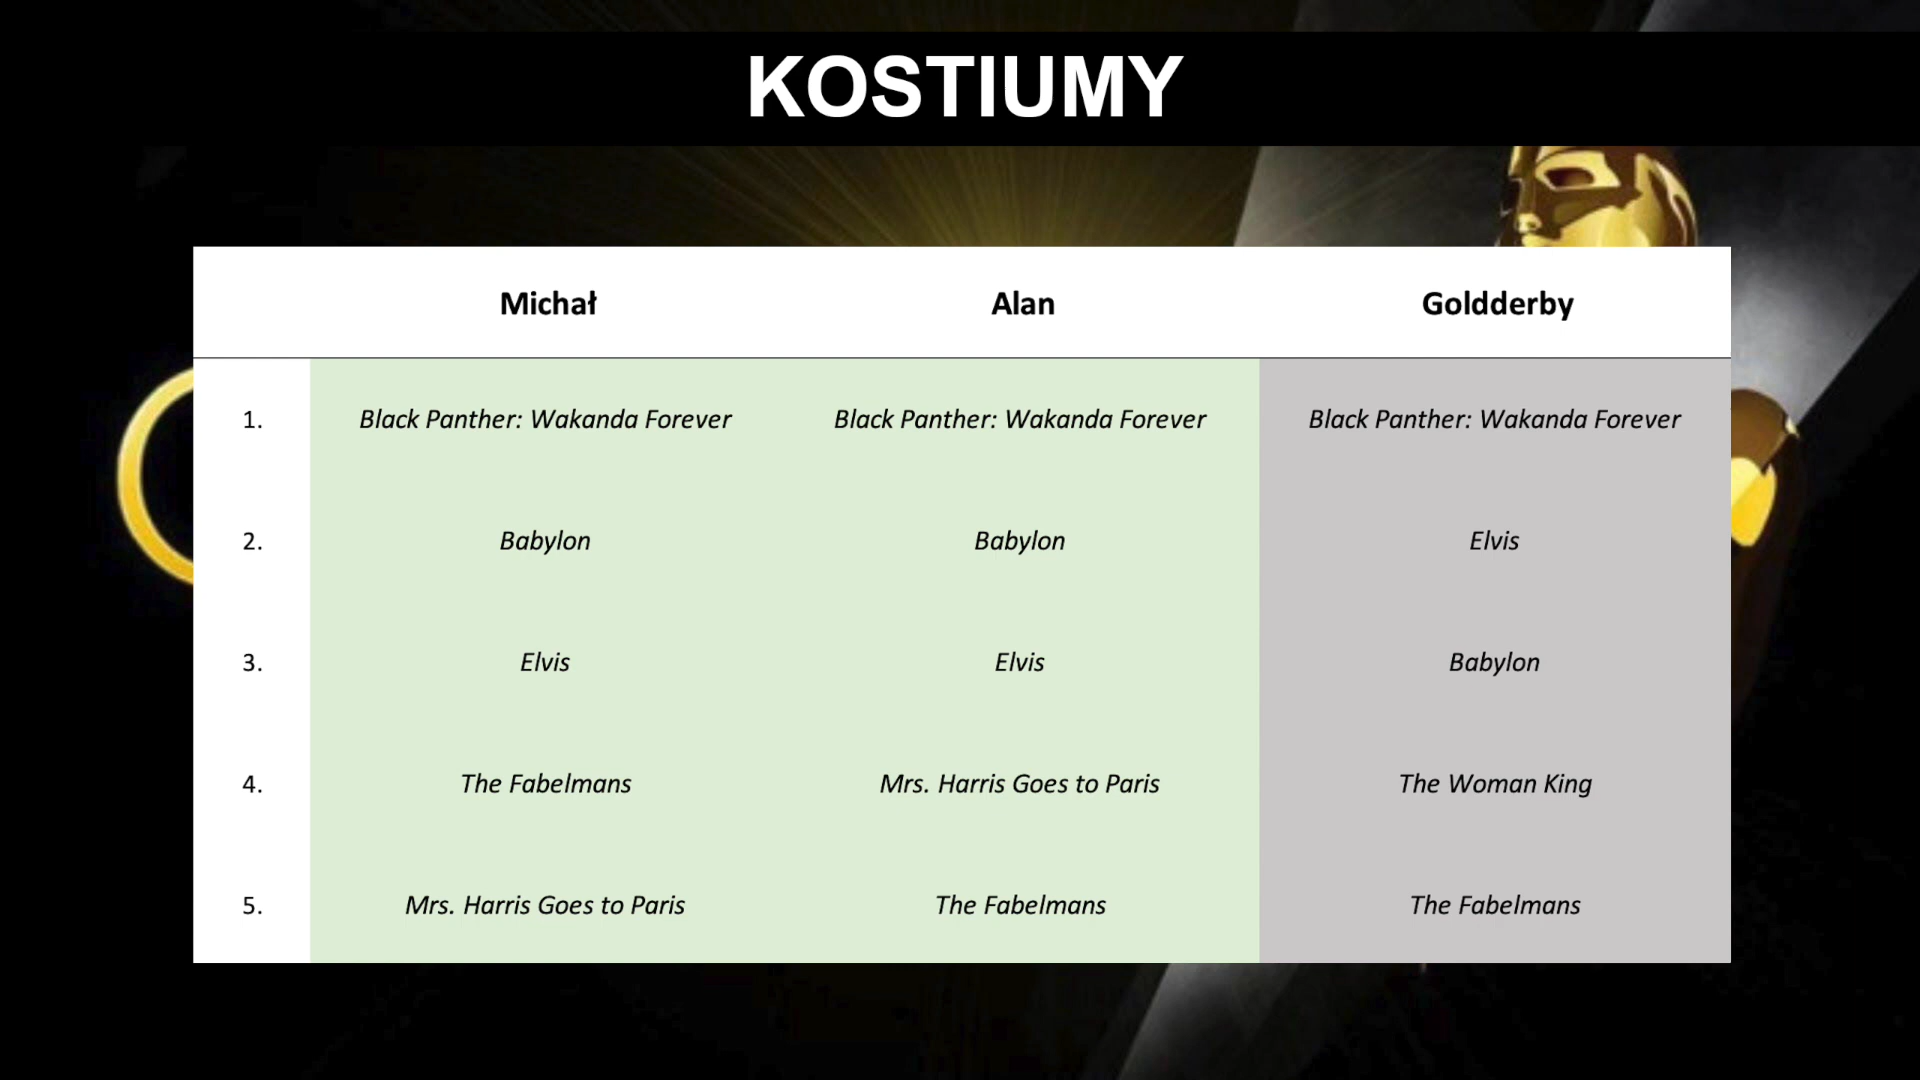 KOSTIUMY
Michał Alan Goldderby
1. Black Panther: Wakanda Forever Black Panther: Wakanda Forever Black Panther: Wakanda Forever
2. Babylon Babylon Elvis
3. Elvis Elvis Babylon
4. The Fabelmans Mrs. Harris Goes to Paris The Woman King
5. Mrs. Harris Goes to Paris The Fabelmans The Fabelmans